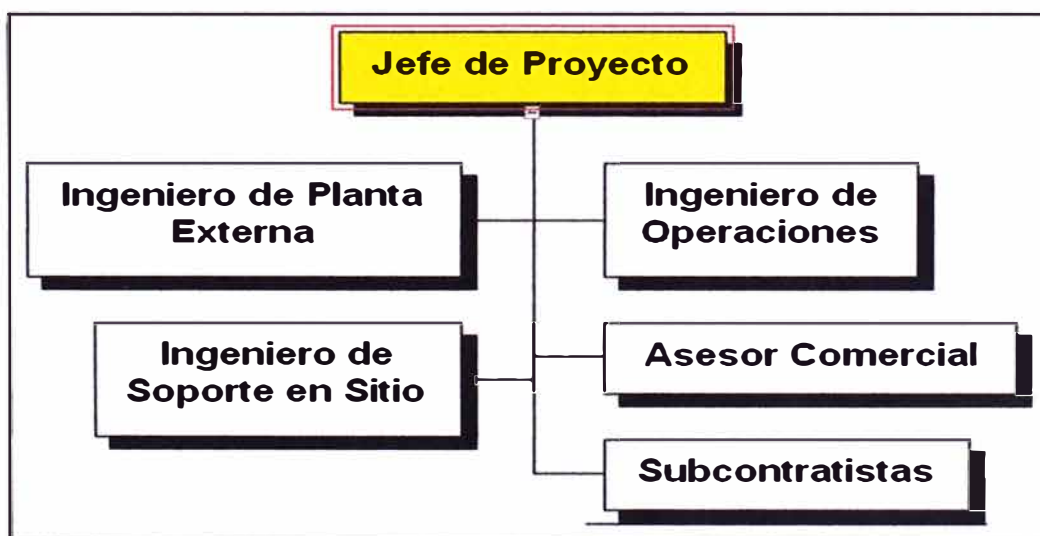 Jefe de Proyecto
Ingeniero de Planta
Externa
Ingeniero de
Operaciones
Ingeniero de
Soporte en Sitio
Asesor Comercial
Subcontratistas